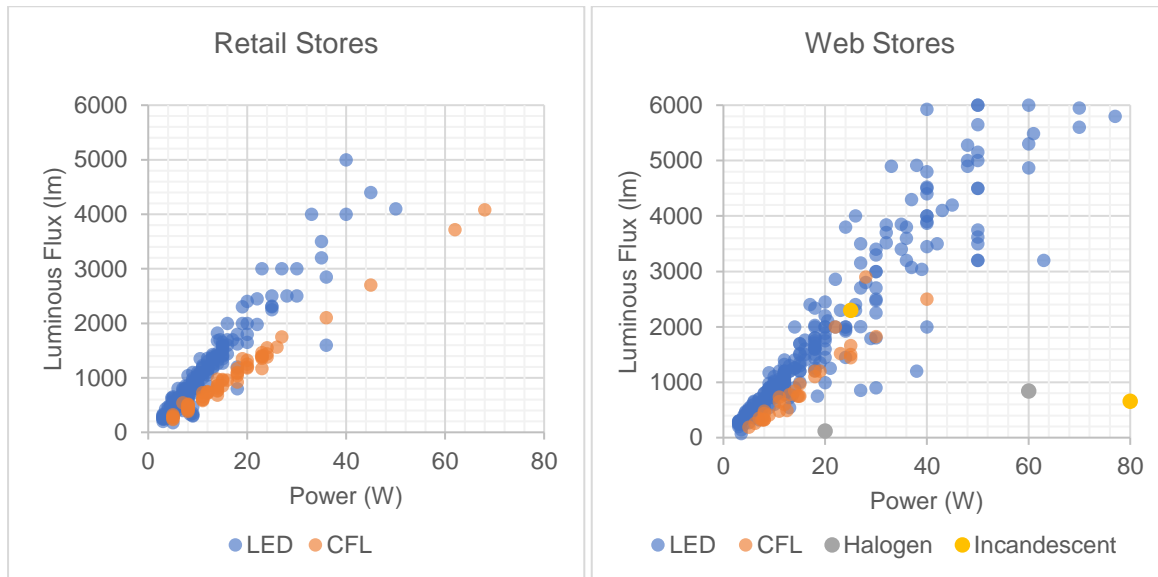 Retail Stores
Luminous Flux (lm)
6000
5000
4000
3000
2000
1000
0
0 20 40 60 80
Power (W)
LED CFL
Web Stores
Luminous Flux (lm)
6000
5000
4000
3000
2000
1000
0
0 20 40 60 80
Power (W)
LED CFL Halogen Incandescent